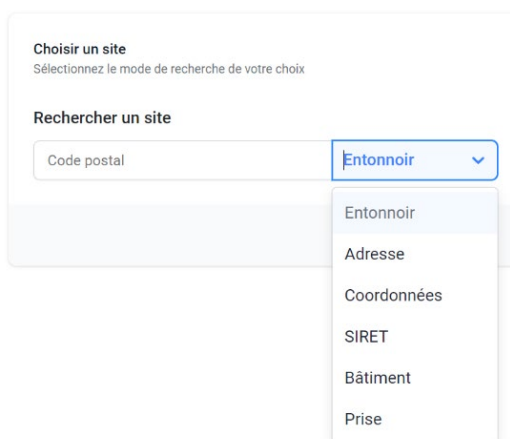 Choisir un site
Sélectionnez le mode de recherche de votre choix
Rechercher un site
Code postal Entonnoir
Entonnoir
Adresse
Coordonnées
SIRET
Bâtiment
Prise